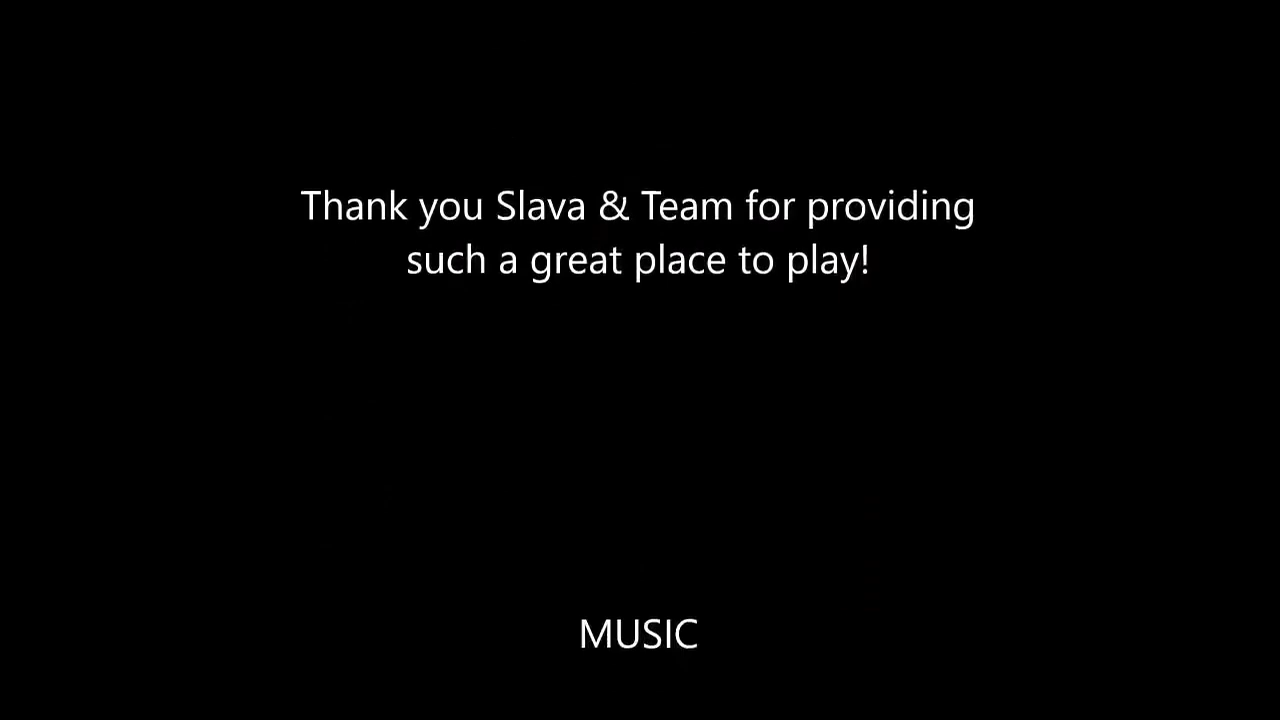 Thank you Slava & Team for providing
such a great place to play!
MUSIC